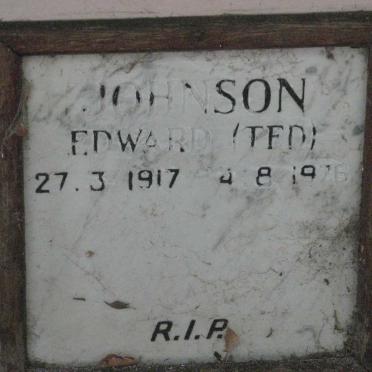 JOHNSON
EDWARD (TED)
27. 3 1917 4 8 1976
R.I.P.